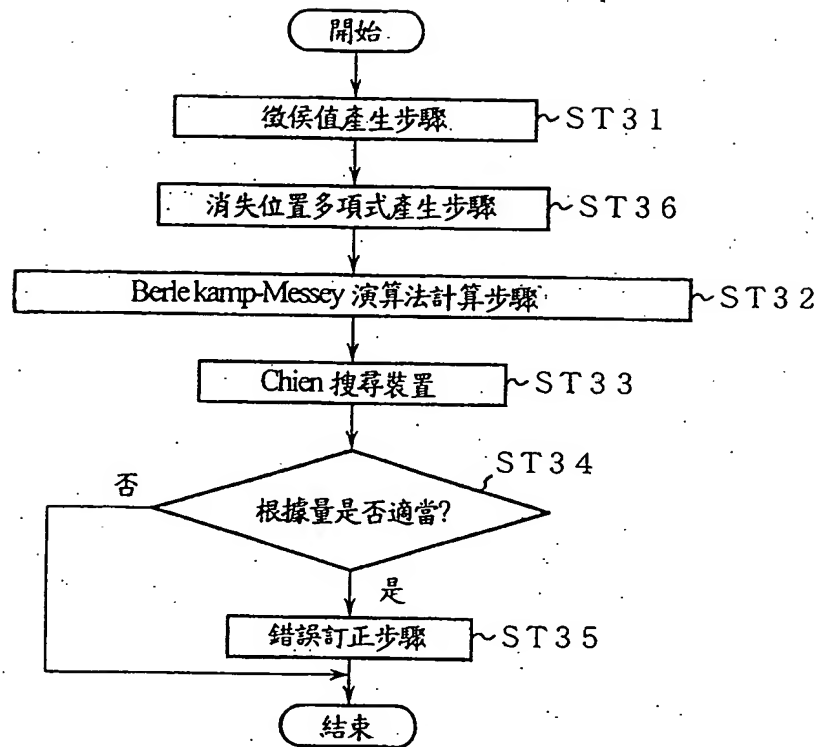 開始
徵侯值產生步驟 ~ST31
消失位置多項式產生步驟 ~ST36
Berlekamp-Messey 演算法計算步驟 ~ST32
Chien 搜尋裝置 ~ST33
ST34
否
根據量是否適當?
是
錯誤訂正步驟 ~ST35
結束